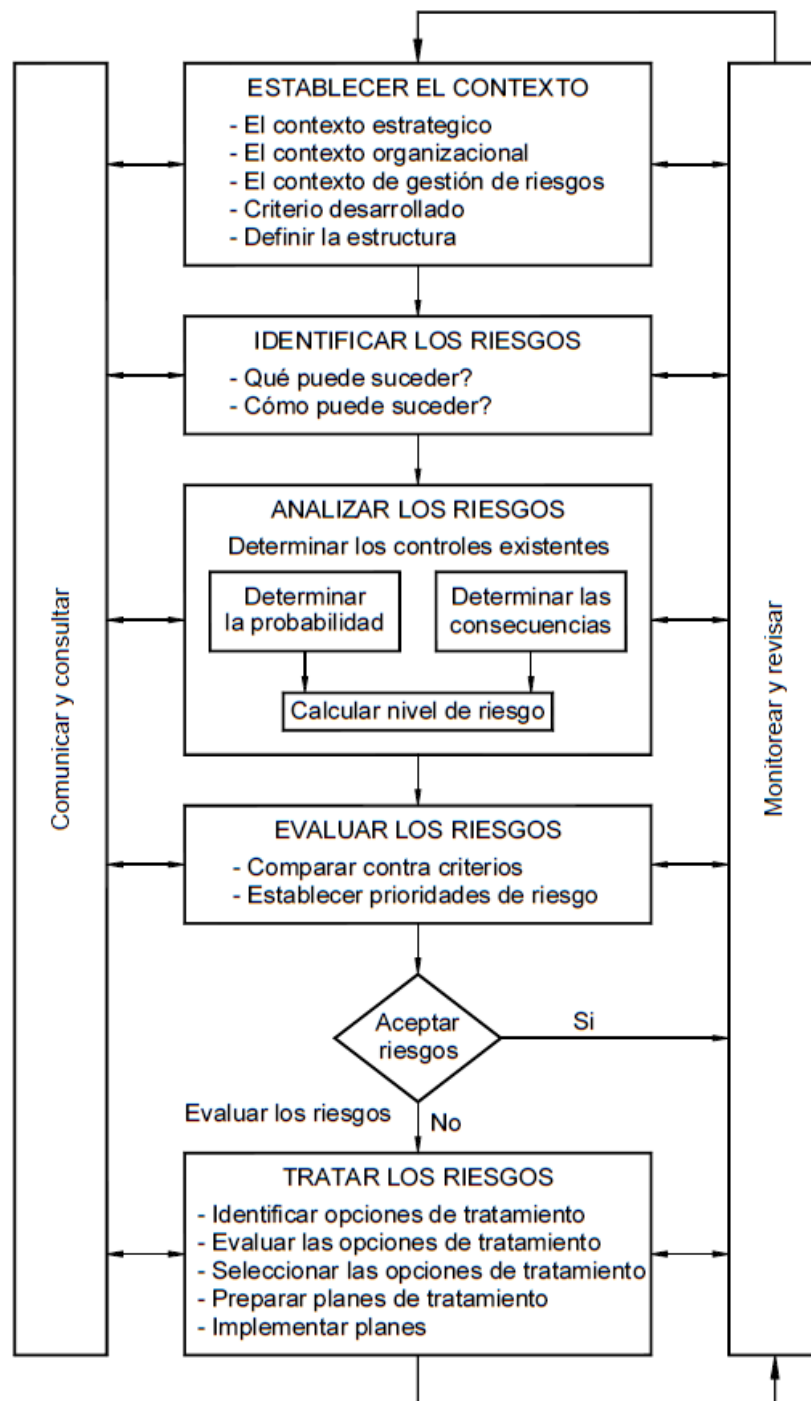 Comunicar y consultar
ESTABLECER EL CONTEXTO
- El contexto estrategico
- El contexto organizacional
- El contexto de gestión de riesgos
- Criterio desarrollado
- Definir la estructura
IDENTIFICAR LOS RIESGOS
- Qué puede suceder?
- Cómo puede suceder?
ANALIZAR LOS RIESGOS
Determinar los controles existentes
Determinar
la probabilidad
Determinar las
consecuencias
Calcular nivel de riesgo
EVALUAR LOS RIESGOS
- Comparar contra criterios
- Establecer prioridades de riesgo
Aceptar
riesgos
Si
Evaluar los riesgos
No
TRATAR LOS RIESGOS
- Identificar opciones de tratamiento
- Evaluar las opciones de tratamiento
- Seleccionar las opciones de tratamiento
- Preparar planes de tratamiento
- Implementar planes
Monitorear y revisar